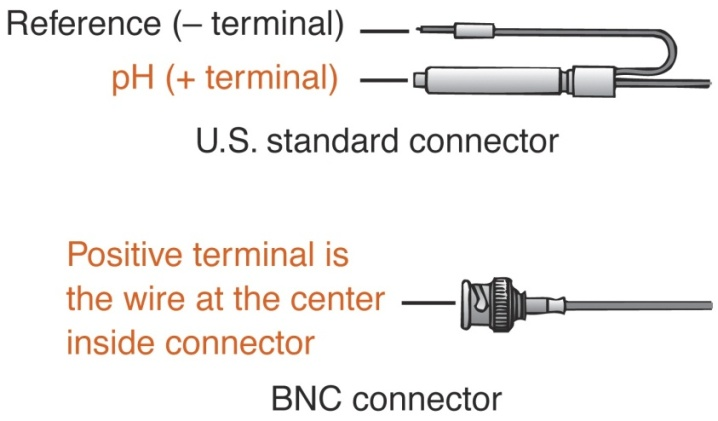 Reference (– terminal)
pH (+ terminal)
U.S. standard connector
Positive terminal is
the wire at the center
inside connector
BNC connector